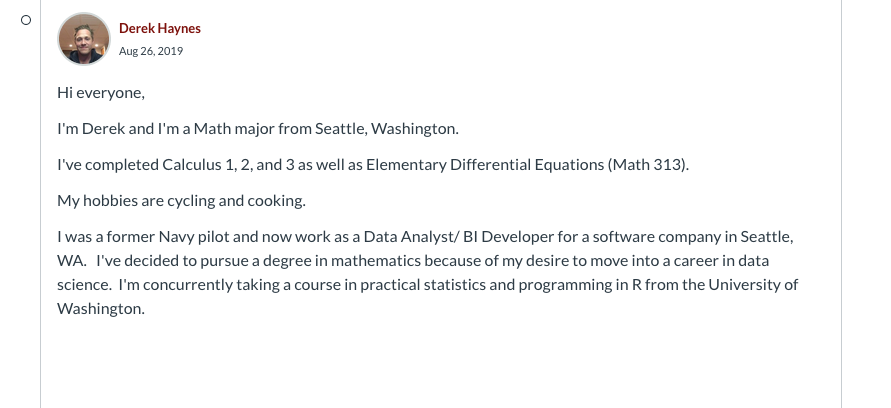 Derek Haynes
Aug 26, 2019
Hi everyone,
I'm Derek and I'm a Math major from Seattle, Washington.
I've completed Calculus 1, 2, and 3 as well as Elementary Differential Equations (Math 313).
My hobbies are cycling and cooking.
I was a former Navy pilot and now work as a Data Analyst/ BI Developer for a software company in Seattle,
WA.   I've decided to pursue a degree in mathematics because of my desire to move into a career in data
science.  I'm concurrently taking a course in practical statistics and programming in R from the University of
Washington.